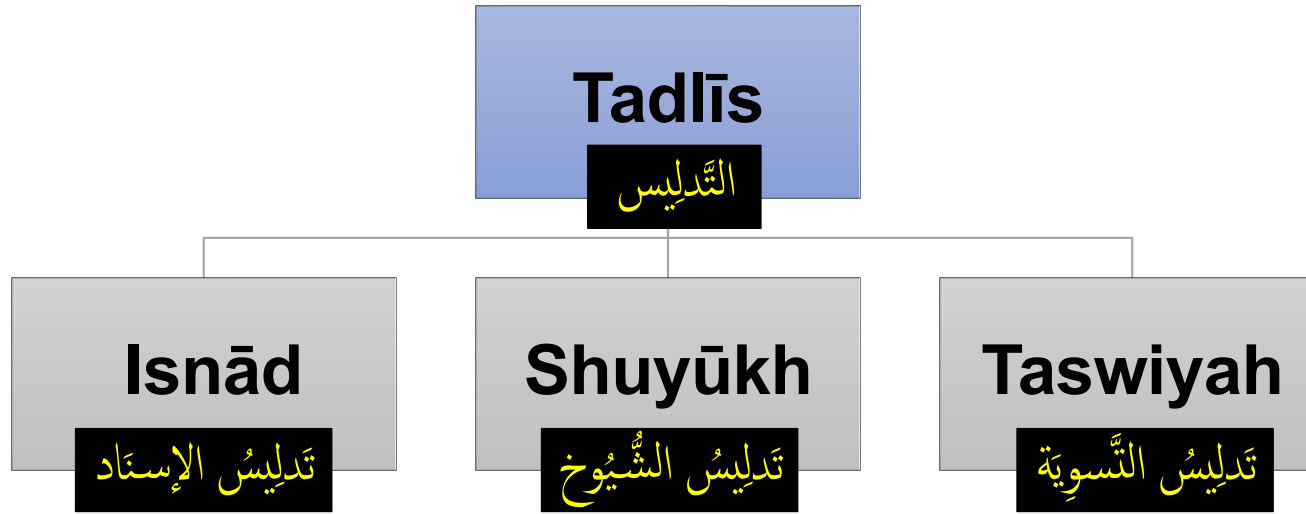 Tadlīs
التَّدلِيس
Isnād
تَدلِيسُ الإسنَاد
Shuyūkh
تَدلِيسُ الشُّيُوخ
Taswiyah
تَدلِيسُ التَّسوِيَة